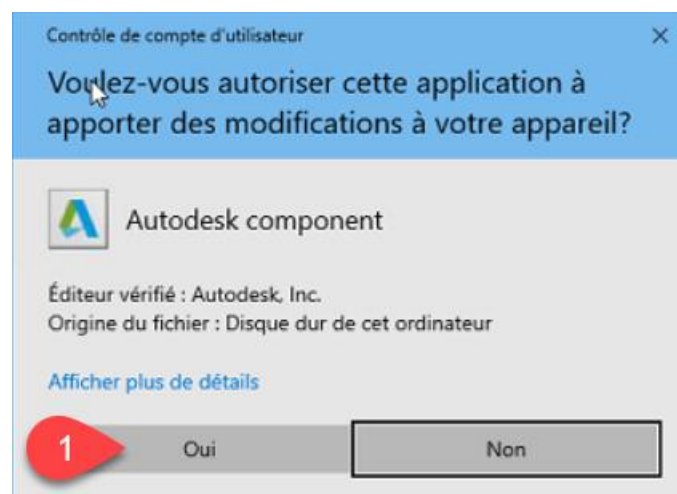 Contrôle de compte d'utilisateur
Voulez-vous autoriser cette application à
apporter des modifications à votre appareil?
Autodesk component
Éditeur vérifié : Autodesk, Inc.
Origine du fichier : Disque dur de cet ordinateur
Afficher plus de détails
1
Oui
Non